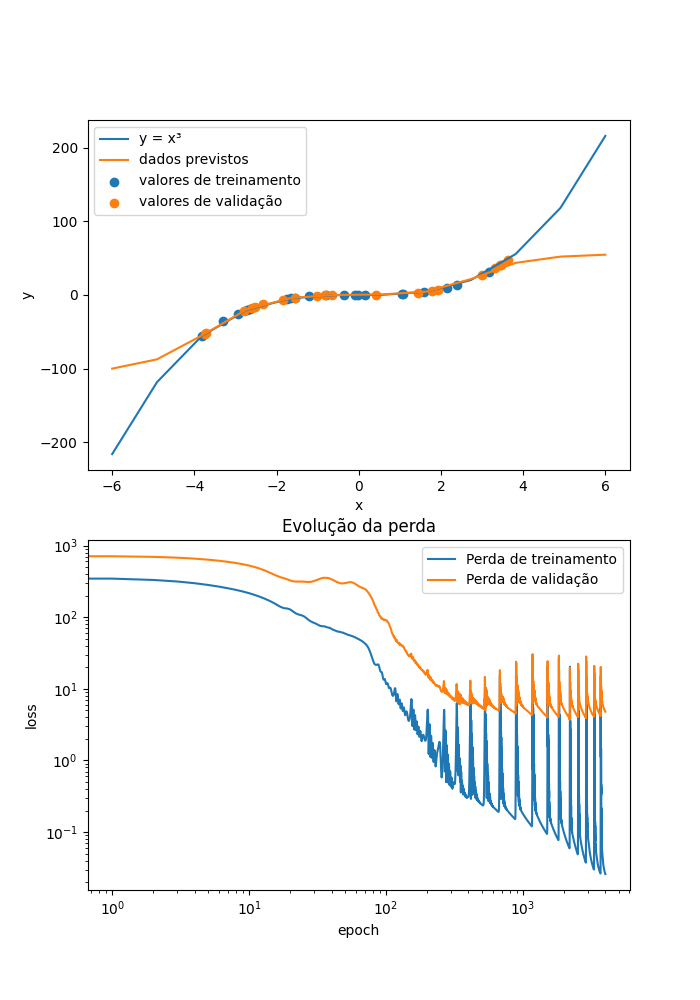 y = x³
dados previstos
valores de treinamento
valores de validação
200
100
0
−100
−200
y
−6 −4 −2 0 2 4 6
x
Evolução da perda
Perda de treinamento
Perda de validação
10³
10²
10¹
10⁰
10⁻¹
loss
10⁰ 10¹ 10² 10³
epoch